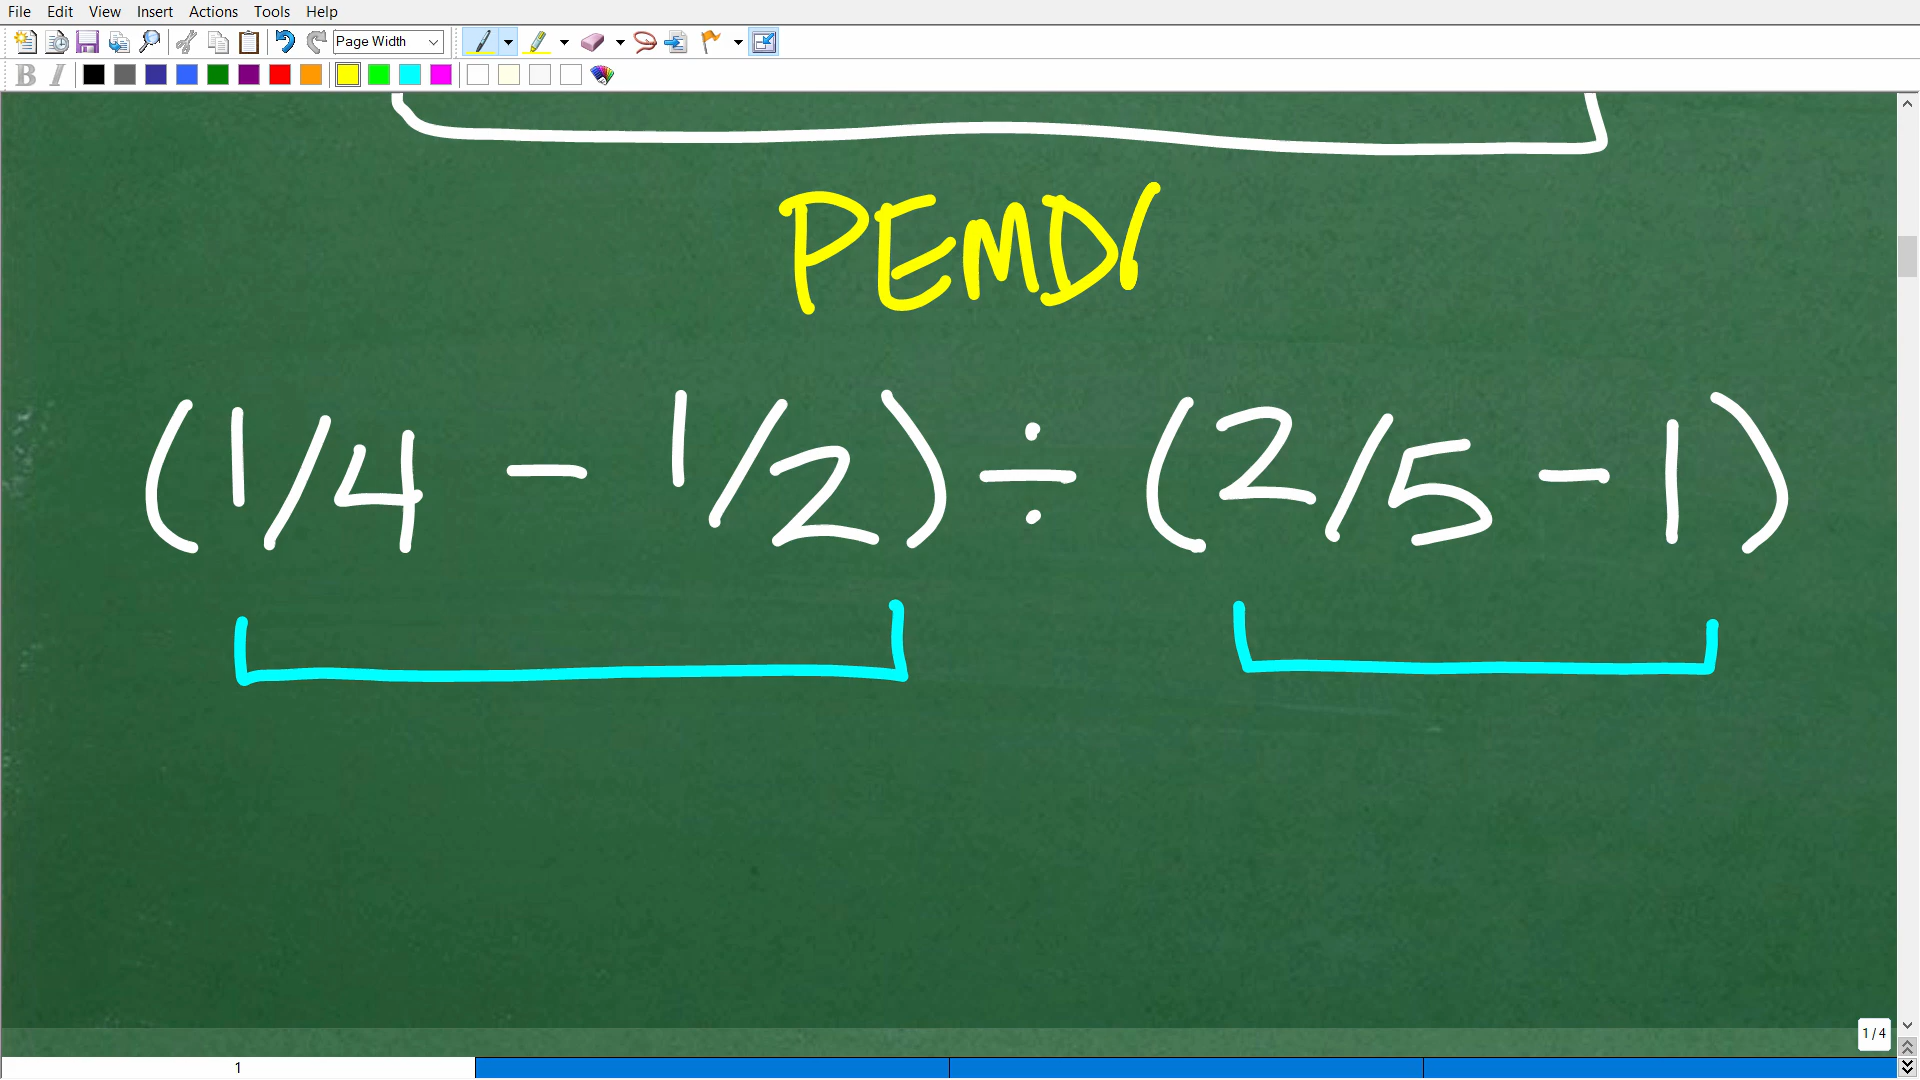 File Edit View Insert Actions Tools Help
Page Width
B I
PEMD
(1/4 - 1/2) ÷ (2/5 - 1)
1 / 4
1